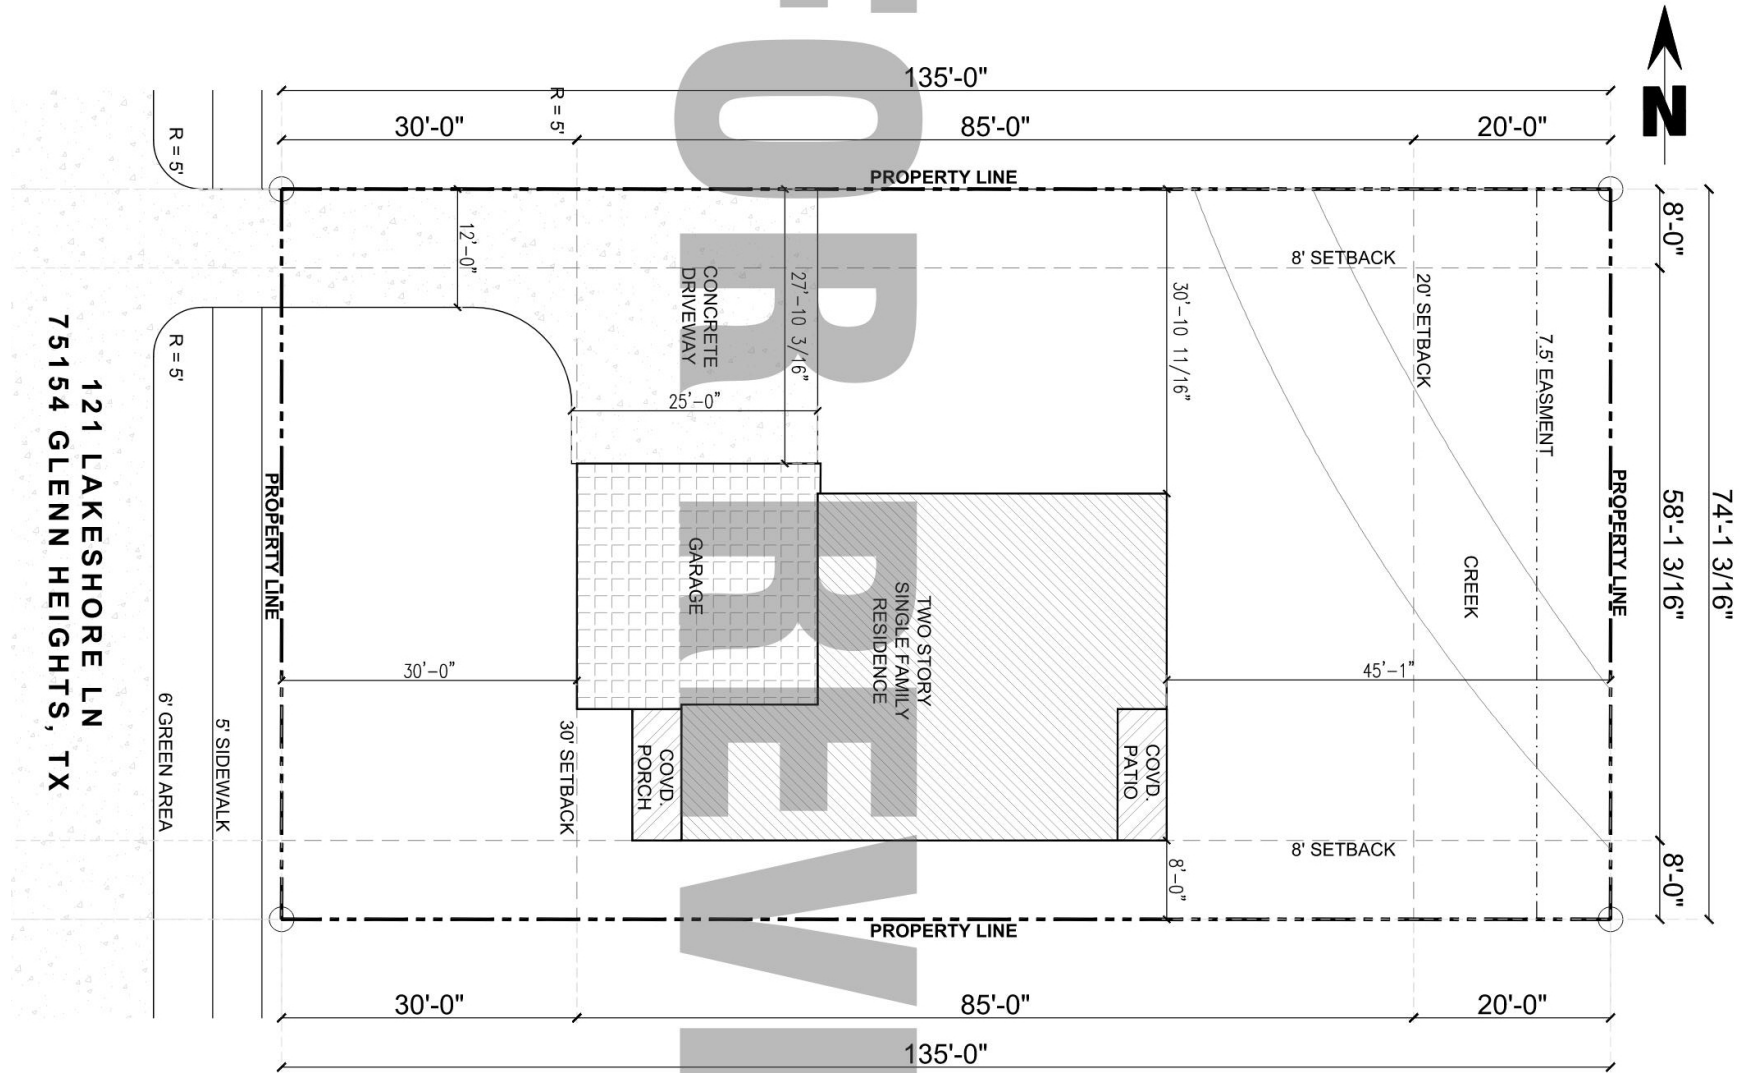 135'-0"
30'-0"
85'-0"
20'-0"
R = 5'
R = 5'
N
PROPERTY LINE
8'-0"
12'-0"
8' SETBACK
CONCRETE
DRIVEWAY
27'-10 3/16"
30'-10 11/16"
20' SETBACK
7.5' EASMENT
R = 5'
25'-0"
121 LAKESHORE LN
75154 GLENN HEIGHTS, TX
PROPERTY LINE
GARAGE
TWO STORY
SINGLE FAMILY
RESIDENCE
CREEK
PROPERTY LINE
58'-1 3/16"
74'-1 3/16"
30'-0"
45'-1"
6' GREEN AREA
5' SIDEWALK
30' SETBACK
COVD.
PORCH
COVD.
PATIO
8' SETBACK
8'-0"
8'-0"
PROPERTY LINE
30'-0"
85'-0"
20'-0"
135'-0"
OR REV